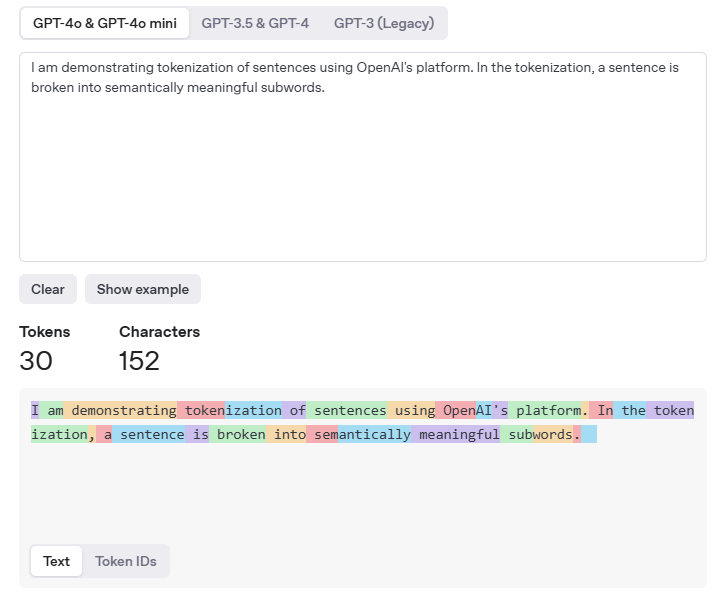 GPT-4o & GPT-4o mini GPT-3.5 & GPT-4 GPT-3 (Legacy)
I am demonstrating tokenization of sentences using OpenAI's platform. In the tokenization, a sentence is
broken into semantically meaningful subwords.
Clear Show example
Tokens Characters
30 152
I am demonstrating tokenization of sentences using OpenAI's platform. In the token
ization, a sentence is broken into semantically meaningful subwords.
Text Token IDs